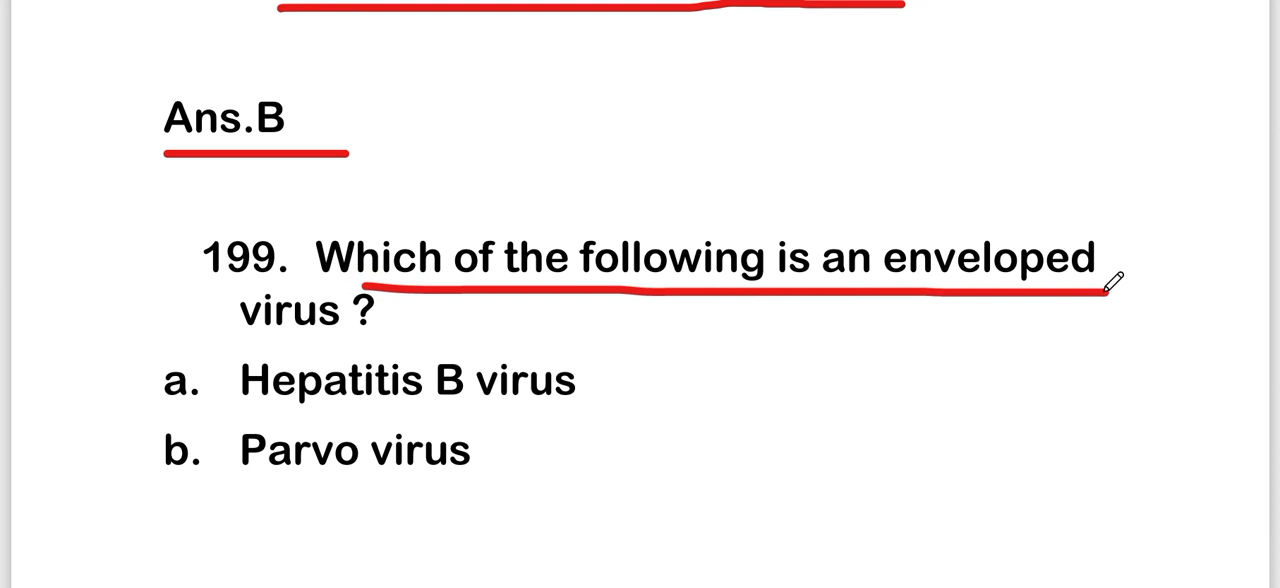 Ans.B
199. Which of the following is an enveloped
virus ?
a. Hepatitis B virus
b. Parvo virus